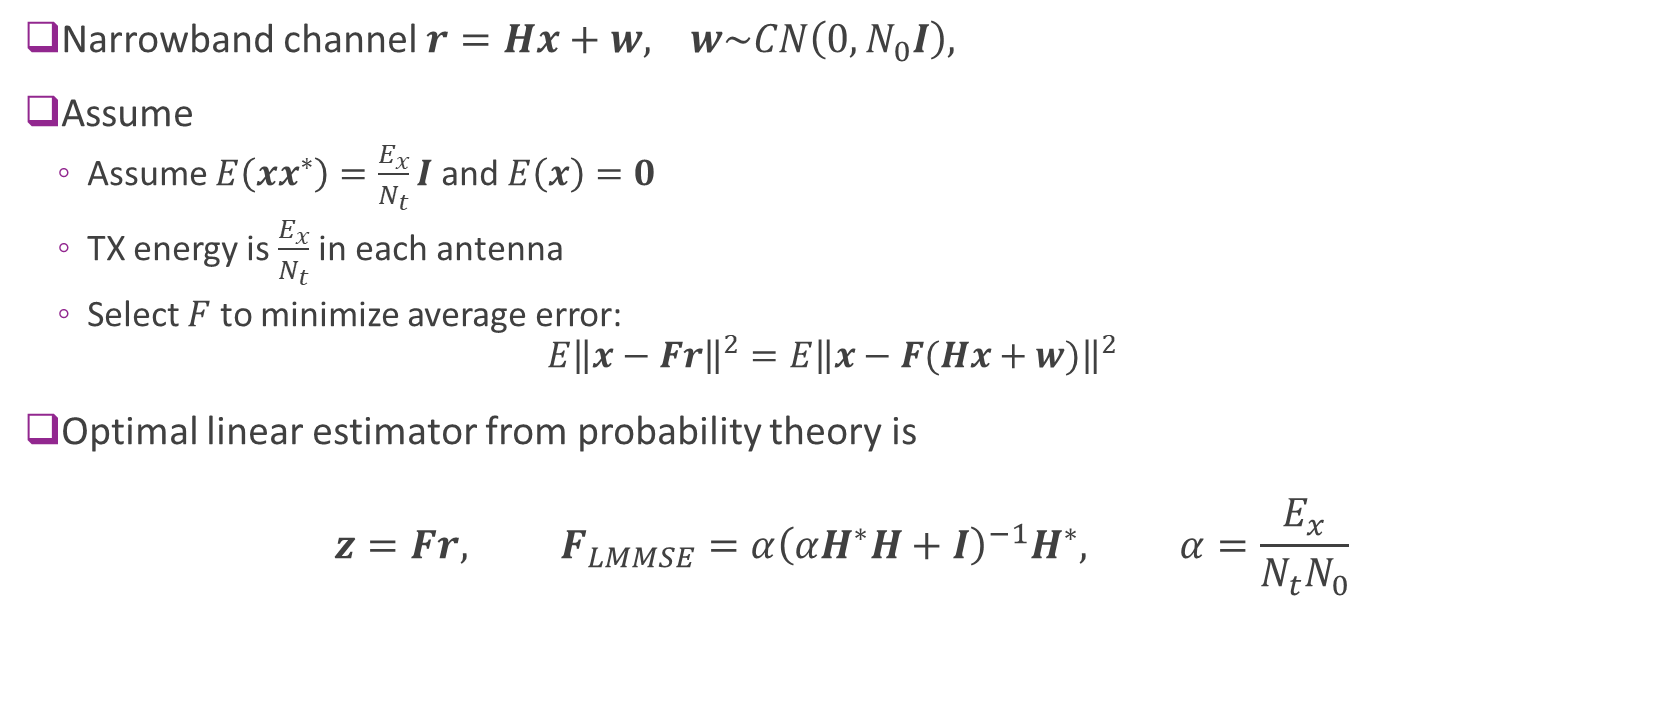 ❑Narrowband channel 𝒓 = 𝑯𝒙 + 𝒘, 𝒘~𝐶𝑁(0, 𝑁₀𝑰),
❑Assume
◦ Assume 𝐸(𝒙𝒙*) = 𝐸ₓ/𝑁ₜ 𝑰 and 𝐸(𝒙) = 𝟎
◦ TX energy is 𝐸ₓ/𝑁ₜ in each antenna
◦ Select 𝐹 to minimize average error:
𝐸‖𝒙 − 𝑭𝒓‖² = 𝐸‖𝒙 − 𝑭(𝑯𝒙 + 𝒘)‖²
❑Optimal linear estimator from probability theory is
𝒛 = 𝑭𝒓, 𝑭_𝐿𝑀𝑀𝑆𝐸 = 𝛼(𝛼𝑯*𝑯 + 𝑰)⁻¹𝑯*, 𝛼 = 𝐸ₓ/𝑁ₜ𝑁₀